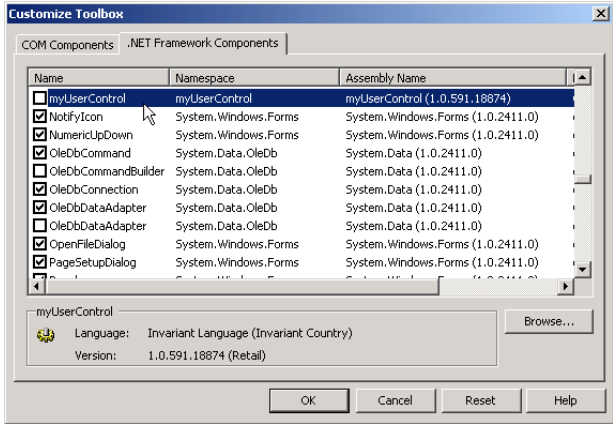 Customize Toolbox
COM Components .NET Framework Components
Name Namespace Assembly Name
myUserControl myUserControl myUserControl (1.0.591.18874)
NotifyIcon System.Windows.Forms System.Windows.Forms (1.0.2411.0)
NumericUpDown System.Windows.Forms System.Windows.Forms (1.0.2411.0)
OleDbCommand System.Data.OleDb System.Data (1.0.2411.0)
OleDbCommandBuilder System.Data.OleDb System.Data (1.0.2411.0)
OleDbConnection System.Data.OleDb System.Data (1.0.2411.0)
OleDbDataAdapter System.Data.OleDb System.Data (1.0.2411.0)
OleDbDataAdapter System.Data.OleDb System.Data (1.0.2411.0)
OpenFileDialog System.Windows.Forms System.Windows.Forms (1.0.2411.0)
PageSetupDialog System.Windows.Forms System.Windows.Forms (1.0.2411.0)
myUserControl
Browse...
Language: Invariant Language (Invariant Country)
Version: 1.0.591.18874 (Retail)
OK Cancel Reset Help